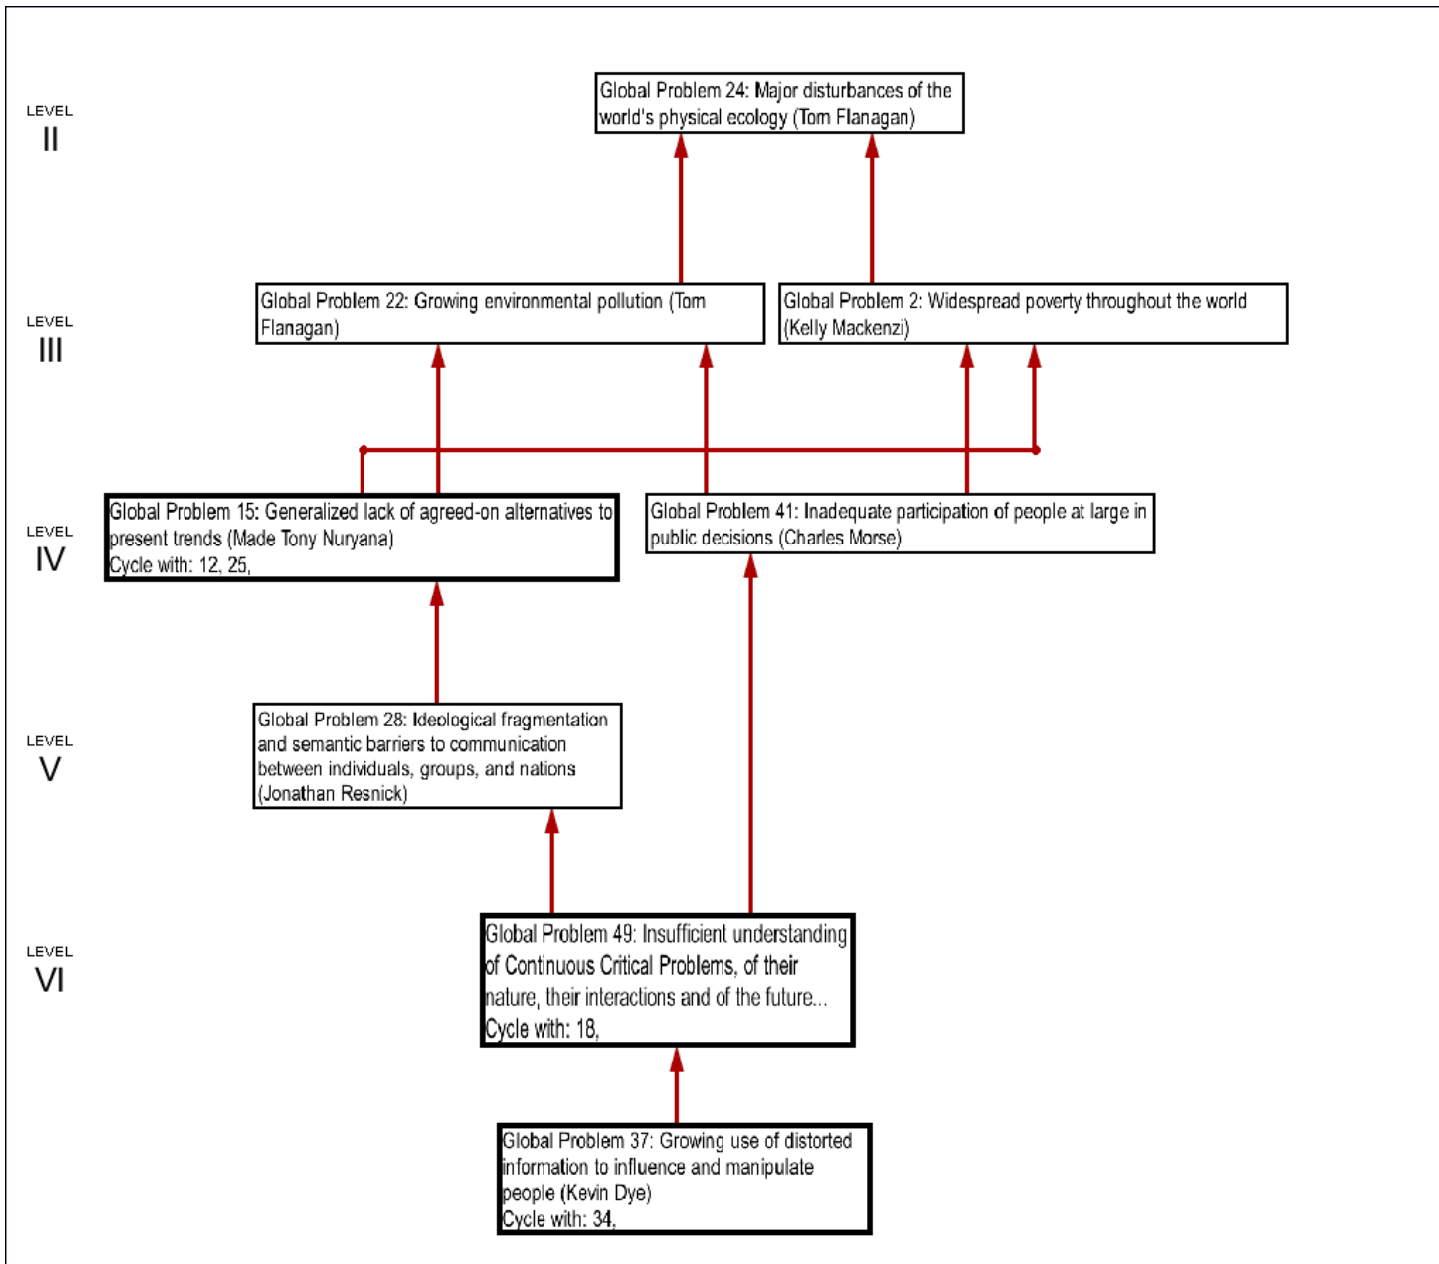 LEVEL
II
Global Problem 24: Major disturbances of the
world's physical ecology (Tom Flanagan)
LEVEL
III
Global Problem 22: Growing environmental pollution (Tom
Flanagan)
Global Problem 2: Widespread poverty throughout the world
(Kelly Mackenzi)
LEVEL
IV
Global Problem 15: Generalized lack of agreed-on alternatives to
present trends (Made Tony Nuryana)
Cycle with: 12, 25,
Global Problem 41: Inadequate participation of people at large in
public decisions (Charles Morse)
LEVEL
V
Global Problem 28: Ideological fragmentation
and semantic barriers to communication
between individuals, groups, and nations
(Jonathan Resnick)
LEVEL
VI
Global Problem 49: Insufficient understanding
of Continuous Critical Problems, of their
nature, their interactions and of the future...
Cycle with: 18,
Global Problem 37: Growing use of distorted
information to influence and manipulate
people (Kevin Dye)
Cycle with: 34,